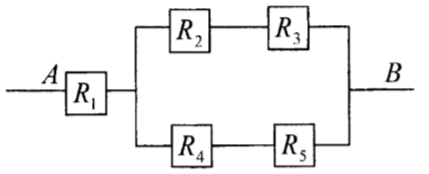 R₂ R₃
A R₁ B
R₄ R₅